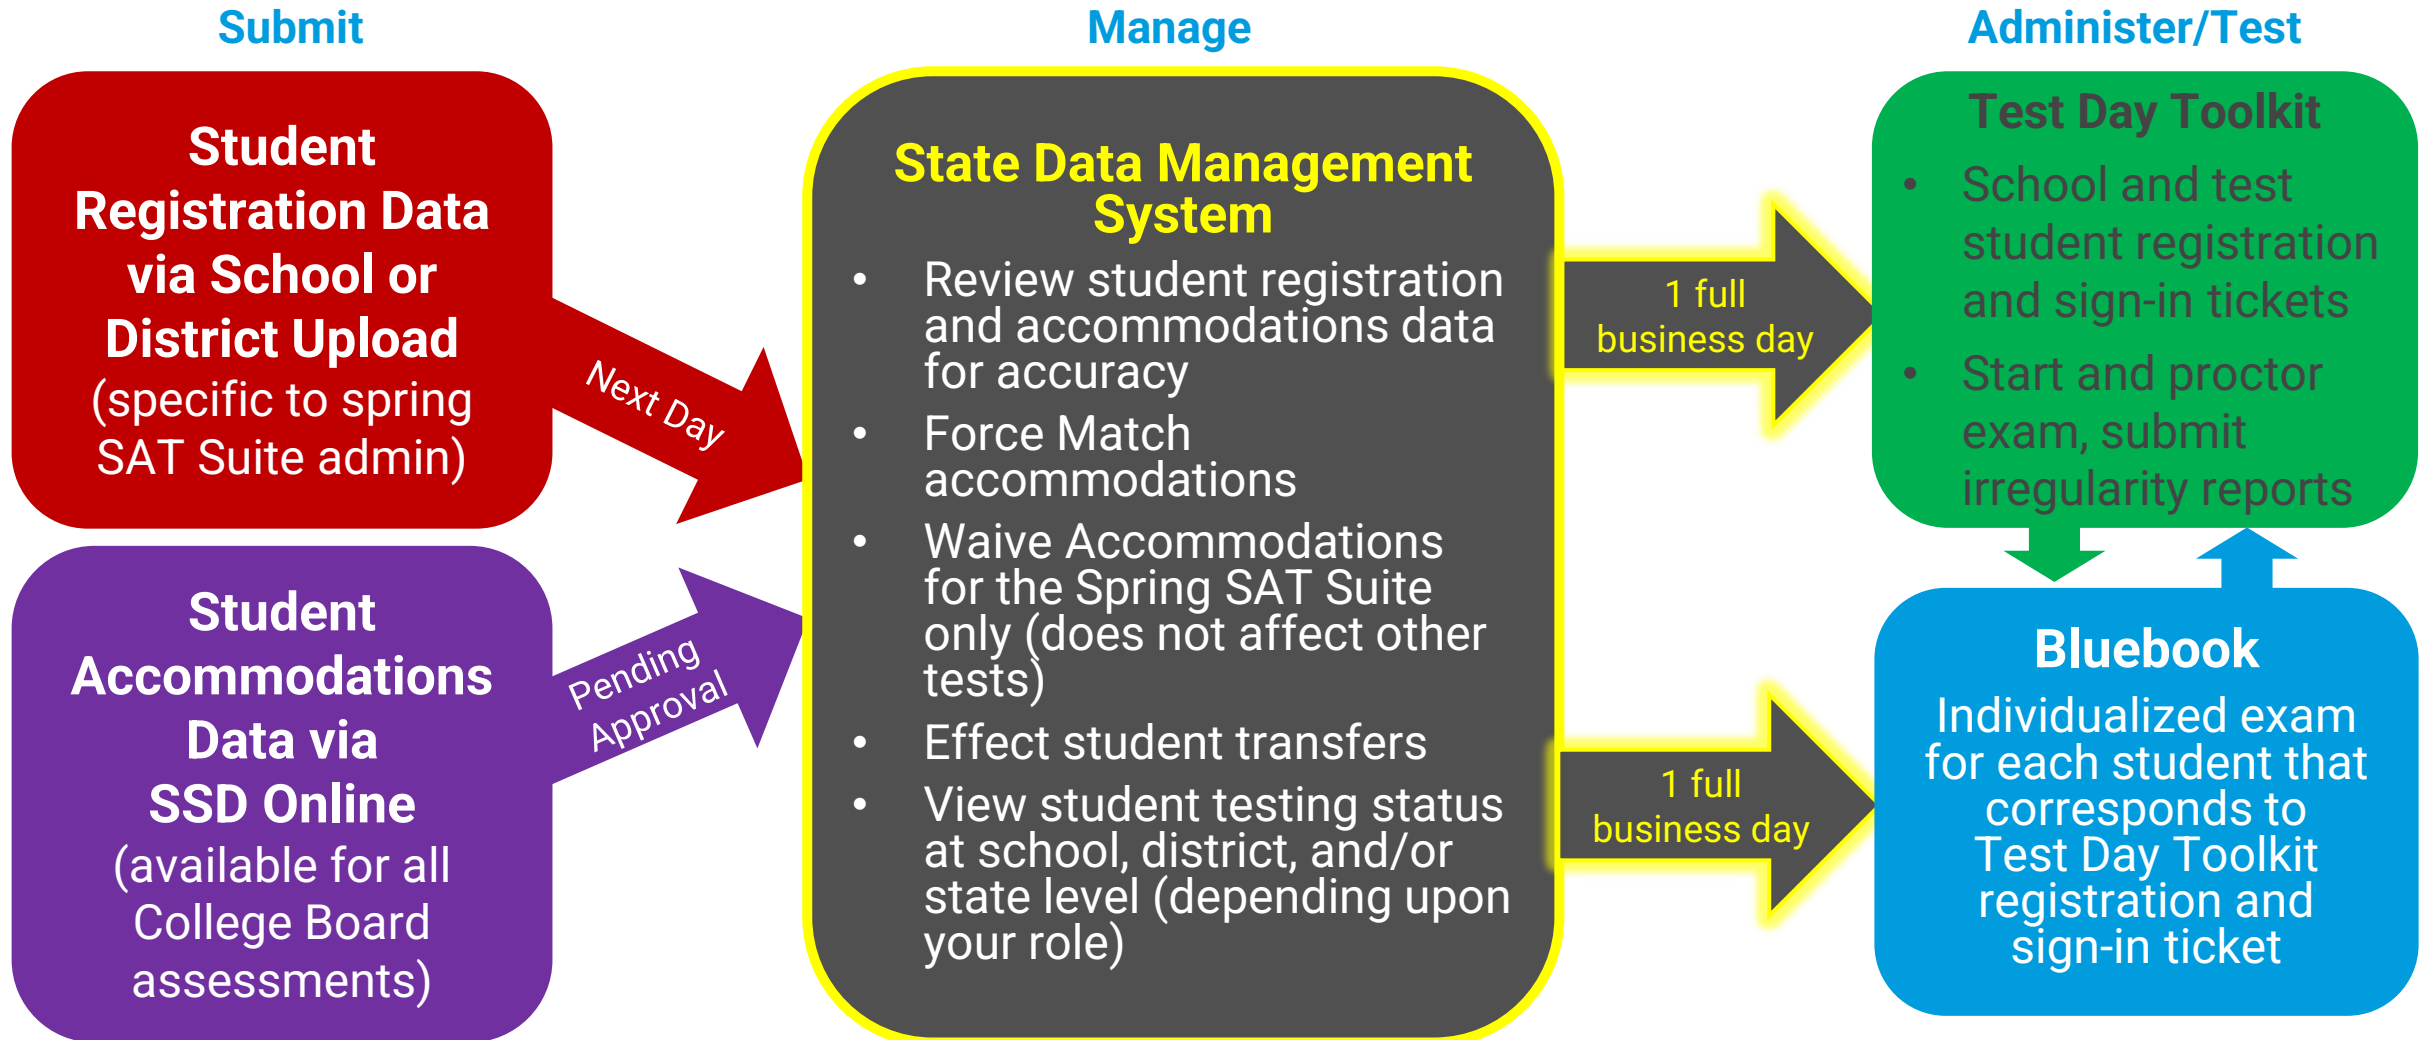 Submit
Student
Registration Data
via School or
District Upload
(specific to spring
SAT Suite admin)
Next Day
Student
Accommodations
Data via
SSD Online
(available for all
College Board
assessments)
Pending
Approval
Manage
State Data Management
System
• Review student registration
and accommodations data
for accuracy
• Force Match
accommodations
• Waive Accommodations
for the Spring SAT Suite
only (does not affect other
tests)
• Effect student transfers
• View student testing status
at school, district, and/or
state level (depending upon
your role)
1 full
business day
1 full
business day
Administer/Test
Test Day Toolkit
• School and test
student registration
and sign-in tickets
• Start and proctor
exam, submit
irregularity reports
Bluebook
Individualized exam
for each student that
corresponds to
Test Day Toolkit
registration and
sign-in ticket